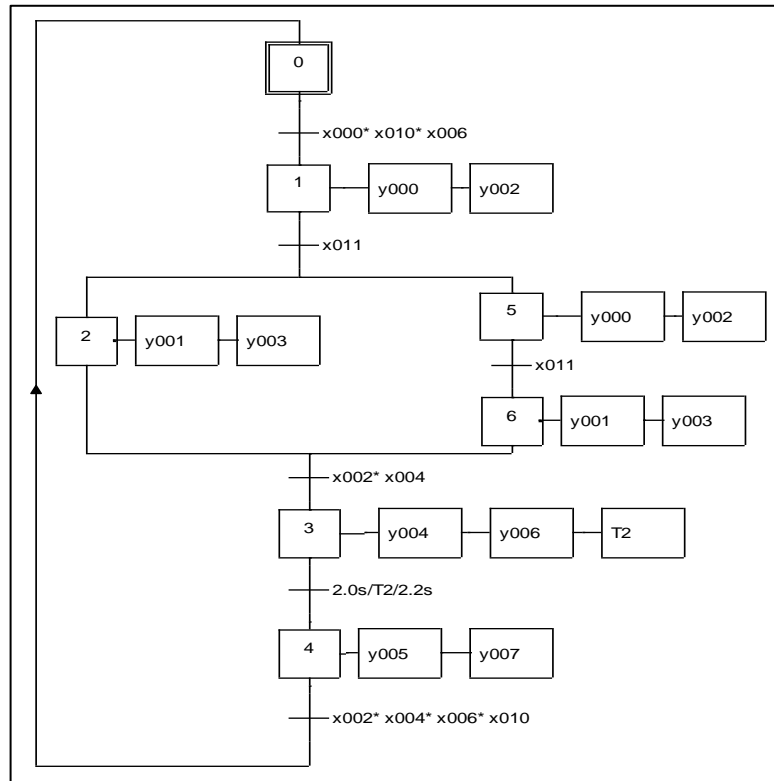 0
x000* x010* x006
1 y000 y002
x011
2 y001 y003
5 y000 y002
x011
6 y001 y003
x002* x004
3 y004 y006 T2
2.0s/T2/2.2s
4 y005 y007
x002* x004* x006* x010